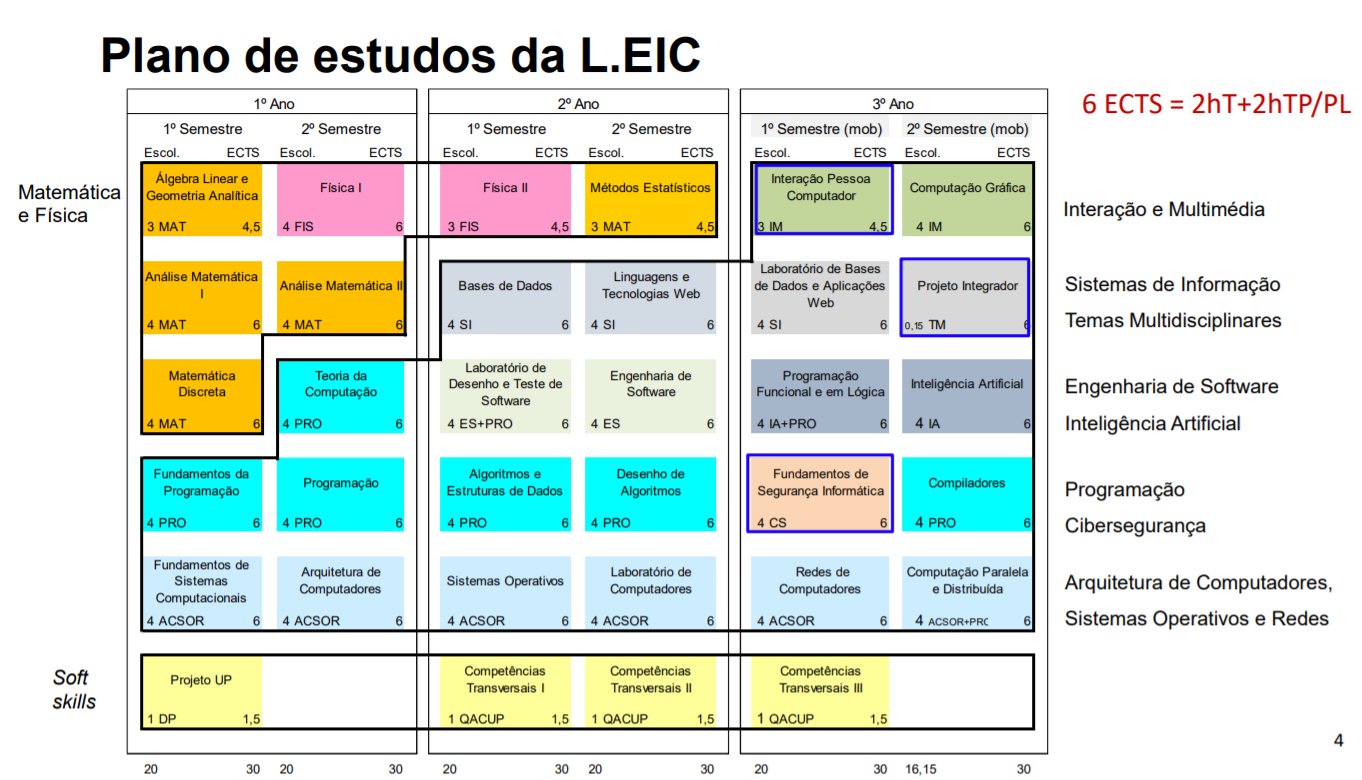 Plano de estudos da L.EIC
6 ECTS = 2hT+2hTP/PL
1º Ano
2º Ano
3º Ano
1º Semestre
2º Semestre
1º Semestre
2º Semestre
1º Semestre (mob)
2º Semestre (mob)
Escol. ECTS Escol. ECTS Escol. ECTS Escol. ECTS Escol. ECTS Escol. ECTS
Matemática
e Física
Álgebra Linear e
Geometria Analítica
3 MAT 4,5
Física I
4 FIS 6
Física II
3 FIS 4,5
Métodos Estatísticos
3 MAT 4,5
Interação Pessoa
Computador
3 IM 4,5
Computação Gráfica
4 IM 6
Interação e Multimédia
Análise Matemática
I
4 MAT 6
Análise Matemática II
4 MAT 6
Bases de Dados
4 SI 6
Linguagens e
Tecnologias Web
4 SI 6
Laboratório de Bases
de Dados e Aplicações
Web
4 SI 6
Projeto Integrador
0,15 TM 6
Sistemas de Informação
Temas Multidisciplinares
Matemática
Discreta
4 MAT 6
Teoria da
Computação
4 PRO 6
Laboratório de
Desenho e Teste de
Software
4 ES+PRO 6
Engenharia de
Software
4 ES 6
Programação
Funcional e em Lógica
4 IA+PRO 6
Inteligência Artificial
4 IA 6
Engenharia de Software
Inteligência Artificial
Fundamentos da
Programação
4 PRO 6
Programação
4 PRO 6
Algoritmos e
Estruturas de Dados
4 PRO 6
Desenho de
Algoritmos
4 PRO 6
Fundamentos de
Segurança Informática
4 CS 6
Compiladores
4 PRO 6
Programação
Cibersegurança
Fundamentos de
Sistemas
Computacionais
4 ACSOR 6
Arquitetura de
Computadores
4 ACSOR 6
Sistemas Operativos
4 ACSOR 6
Laboratório de
Computadores
4 ACSOR 6
Redes de
Computadores
4 ACSOR 6
Computação Paralela
e Distribuída
4 ACSOR+PRC 6
Arquitetura de Computadores,
Sistemas Operativos e Redes
Soft
skills
Projeto UP
1 DP 1,5
Competências
Transversais I
1 QACUP 1,5
Competências
Transversais II
1 QACUP 1,5
Competências
Transversais III
1 QACUP 1,5
4
20 30 20 30 20 30 20 30 20 30 16,15 30